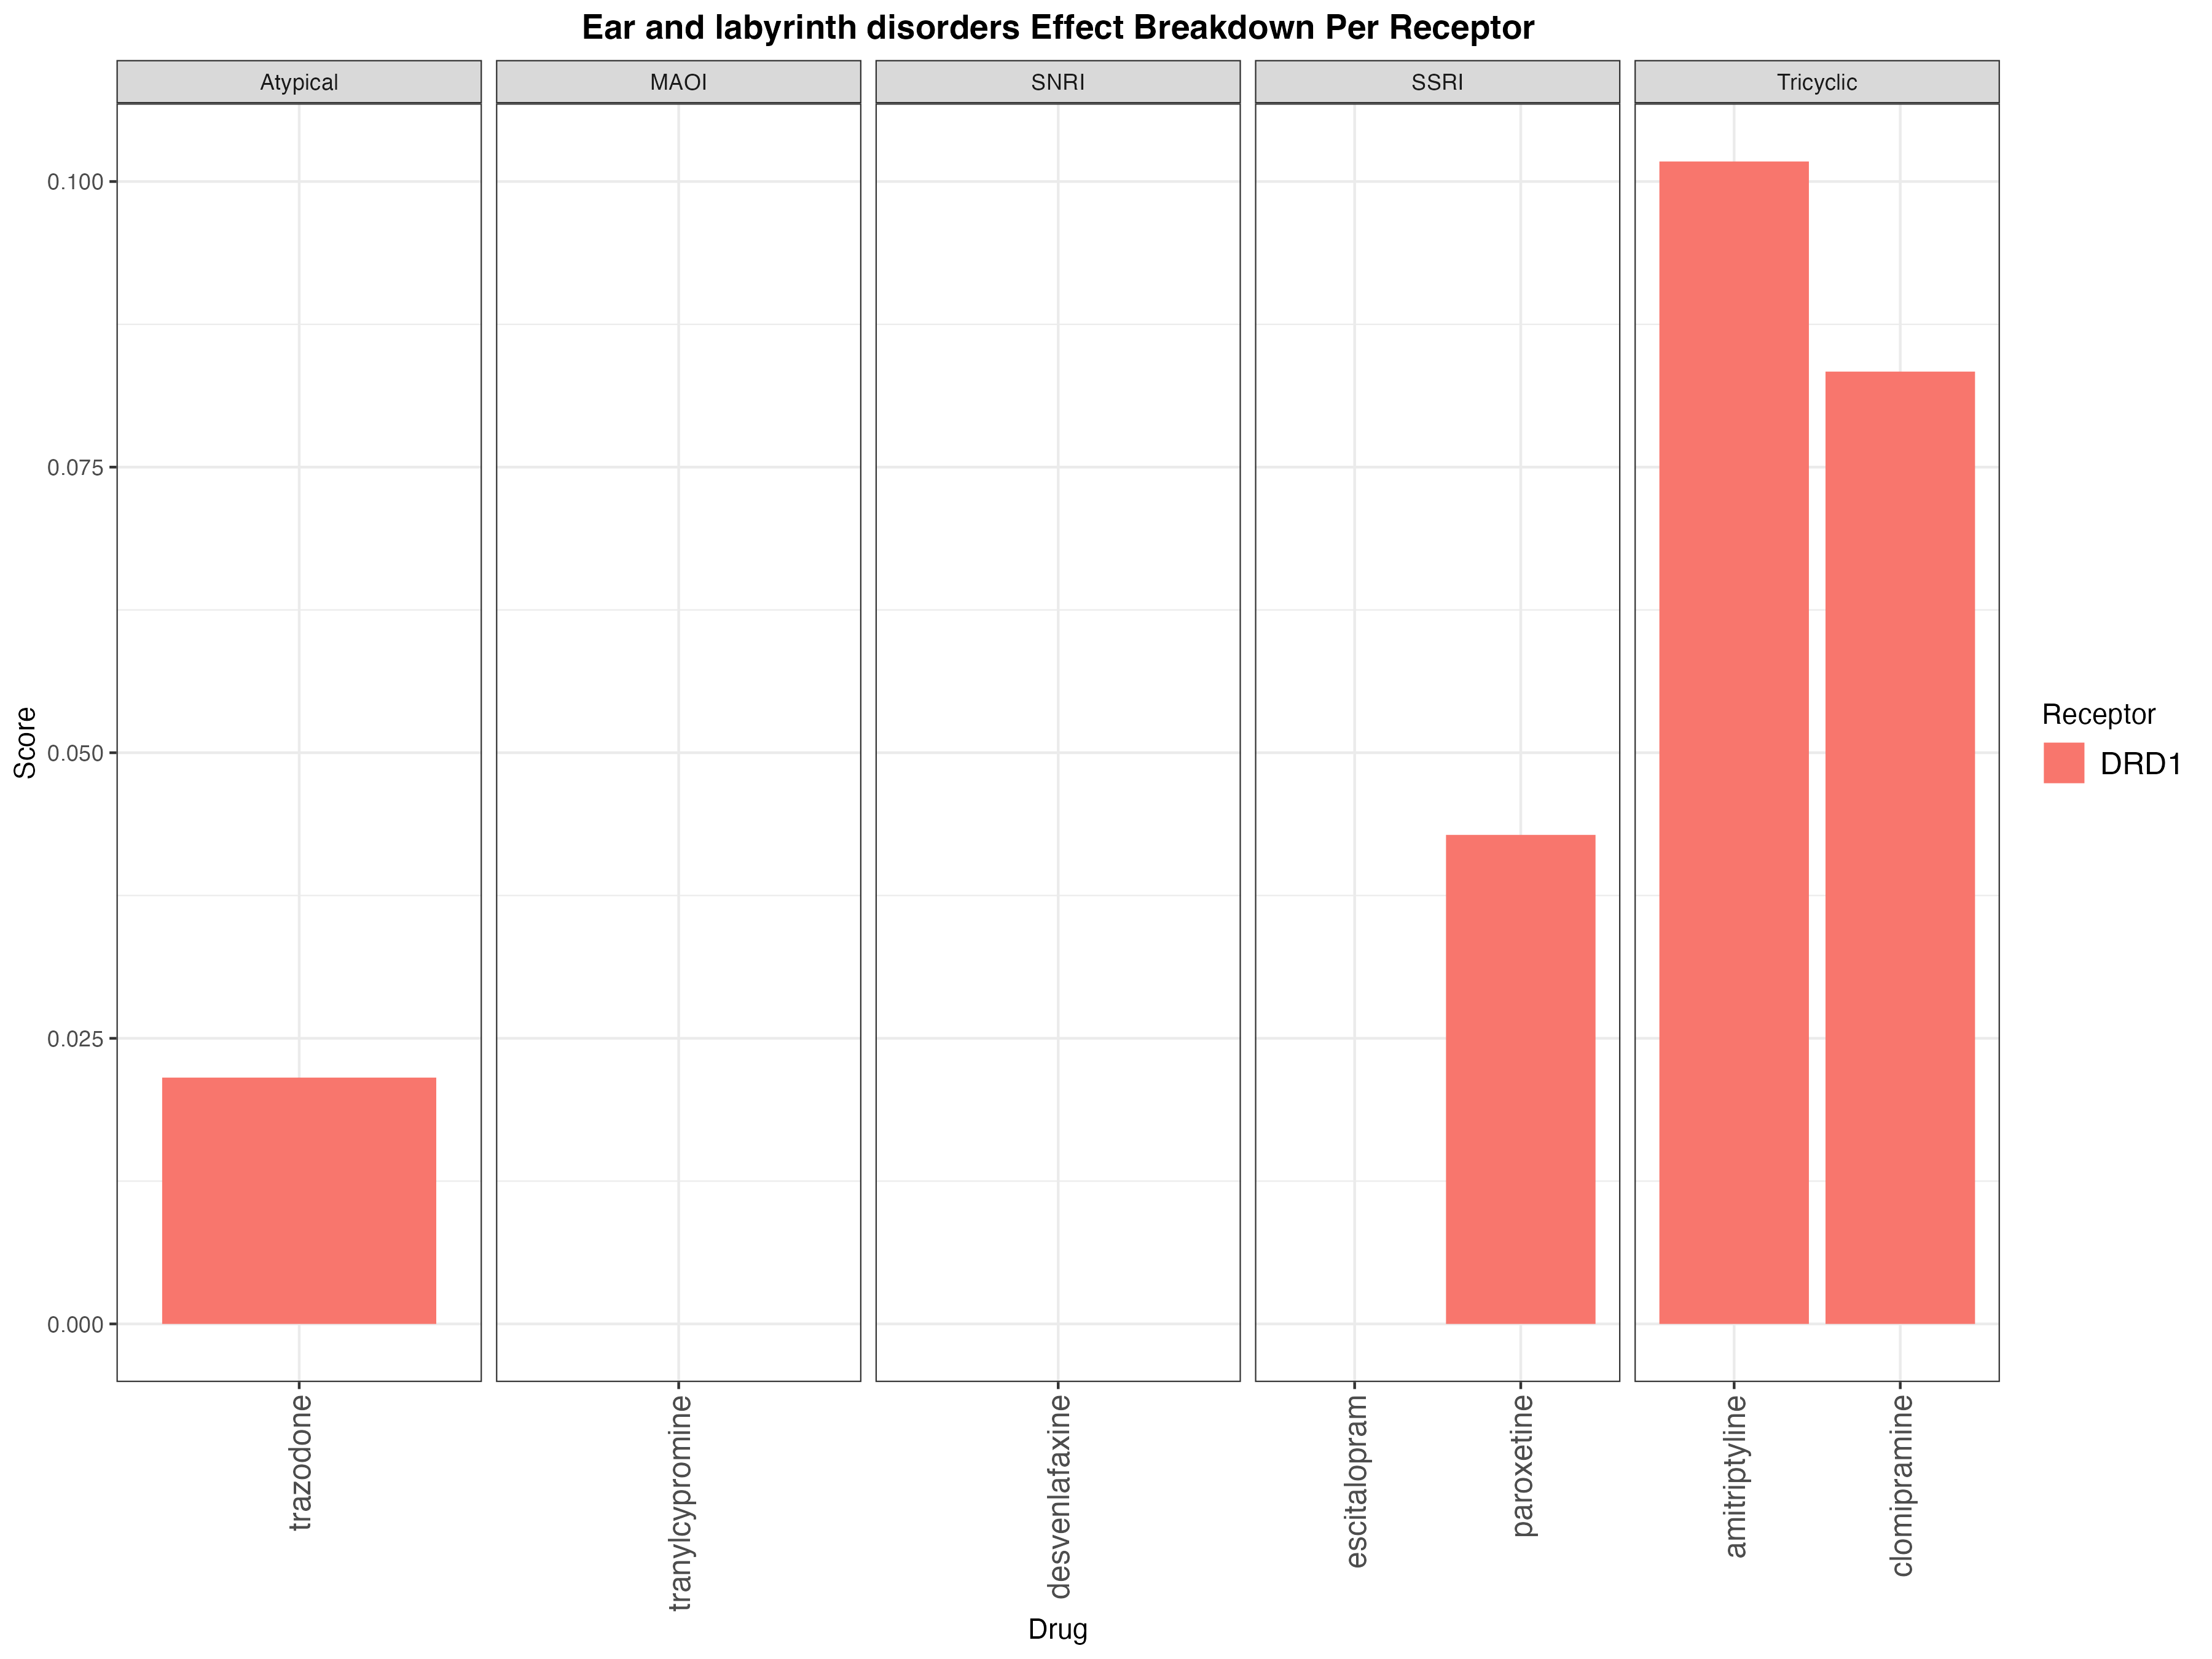 Ear and labyrinth disorders Effect Breakdown Per Receptor
Atypical
MAOI
SNRI
SSRI
Tricyclic
0.100
0.075
0.050
0.025
0.000
Score
trazodone
tranylcypromine
desvenlafaxine
escitalopram
paroxetine
amitriptyline
clomipramine
Drug
Receptor
DRD1